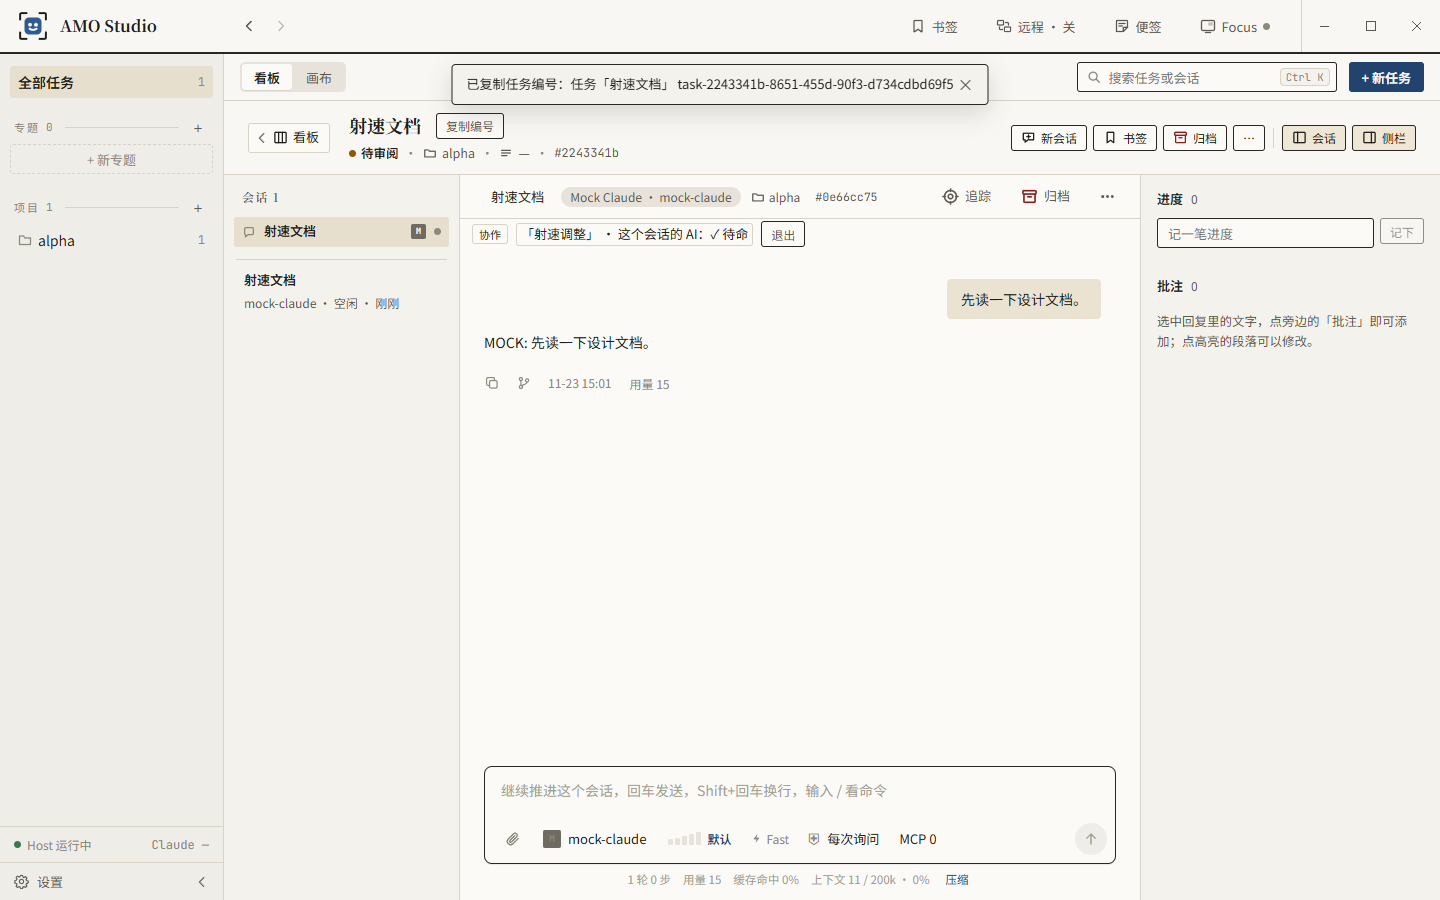 AMO Studio
书签
远程 · 关
便签
Focus
全部任务 1
专题 0
+ 新专题
项目 1
alpha 1
Host 运行中 Claude —
设置
看板 画布
已复制任务编号：任务「射速文档」 task-2243341b-8651-455d-90f3-d734cdbd69f5
搜索任务或会话 Ctrl K
+ 新任务
看板
射速文档 复制编号
待审阅 · alpha · — · #2243341b
新会话 书签 归档 ··· 会话 侧栏
会话 1
射速文档 M
射速文档
mock-claude · 空闲 · 刚刚
射速文档 Mock Claude · mock-claude alpha #0e66cc75 追踪 归档 ···
协作 「射速调整」 · 这个会话的 AI：✓ 待命 退出
先读一下设计文档。
MOCK: 先读一下设计文档。
11-23 15:01 用量 15
继续推进这个会话，回车发送，Shift+回车换行，输入 / 看命令
M mock-claude 默认 Fast 每次询问 MCP 0
1 轮 0 步 用量 15 缓存命中 0% 上下文 11 / 200k · 0% 压缩
进度 0
记一笔进度 记下
批注 0
选中回复里的文字，点旁边的「批注」即可添
加；点高亮的段落可以修改。